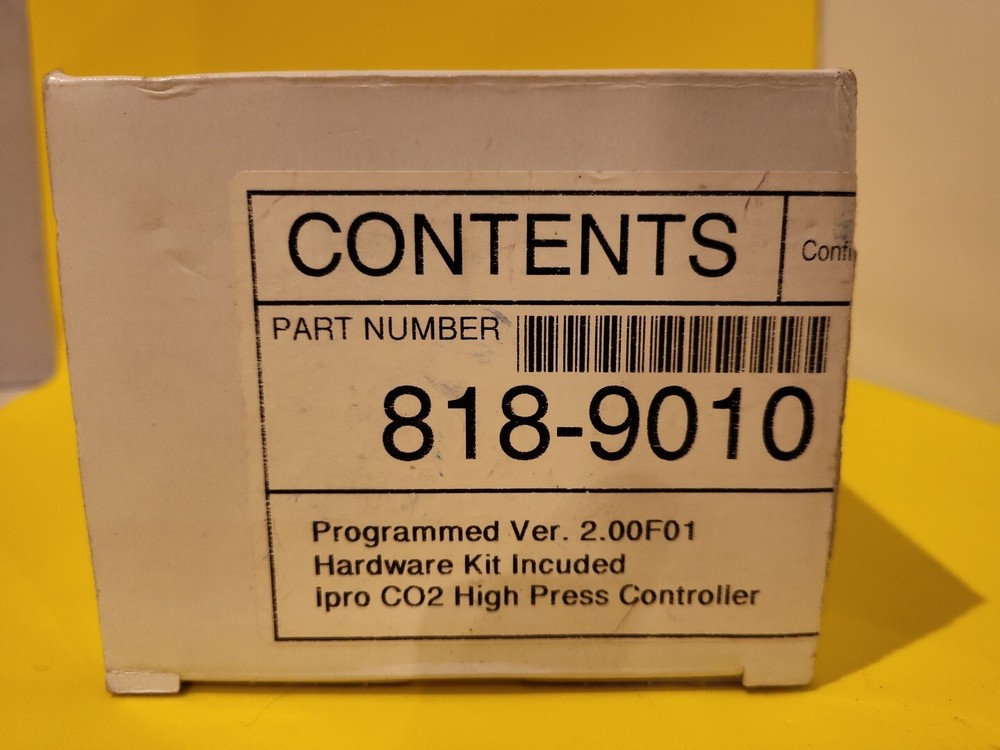 CONTENTS
PART NUMBER
818-9010
Programmed Ver. 2.00F01
Hardware Kit Incuded
Ipro CO2 High Press Controller